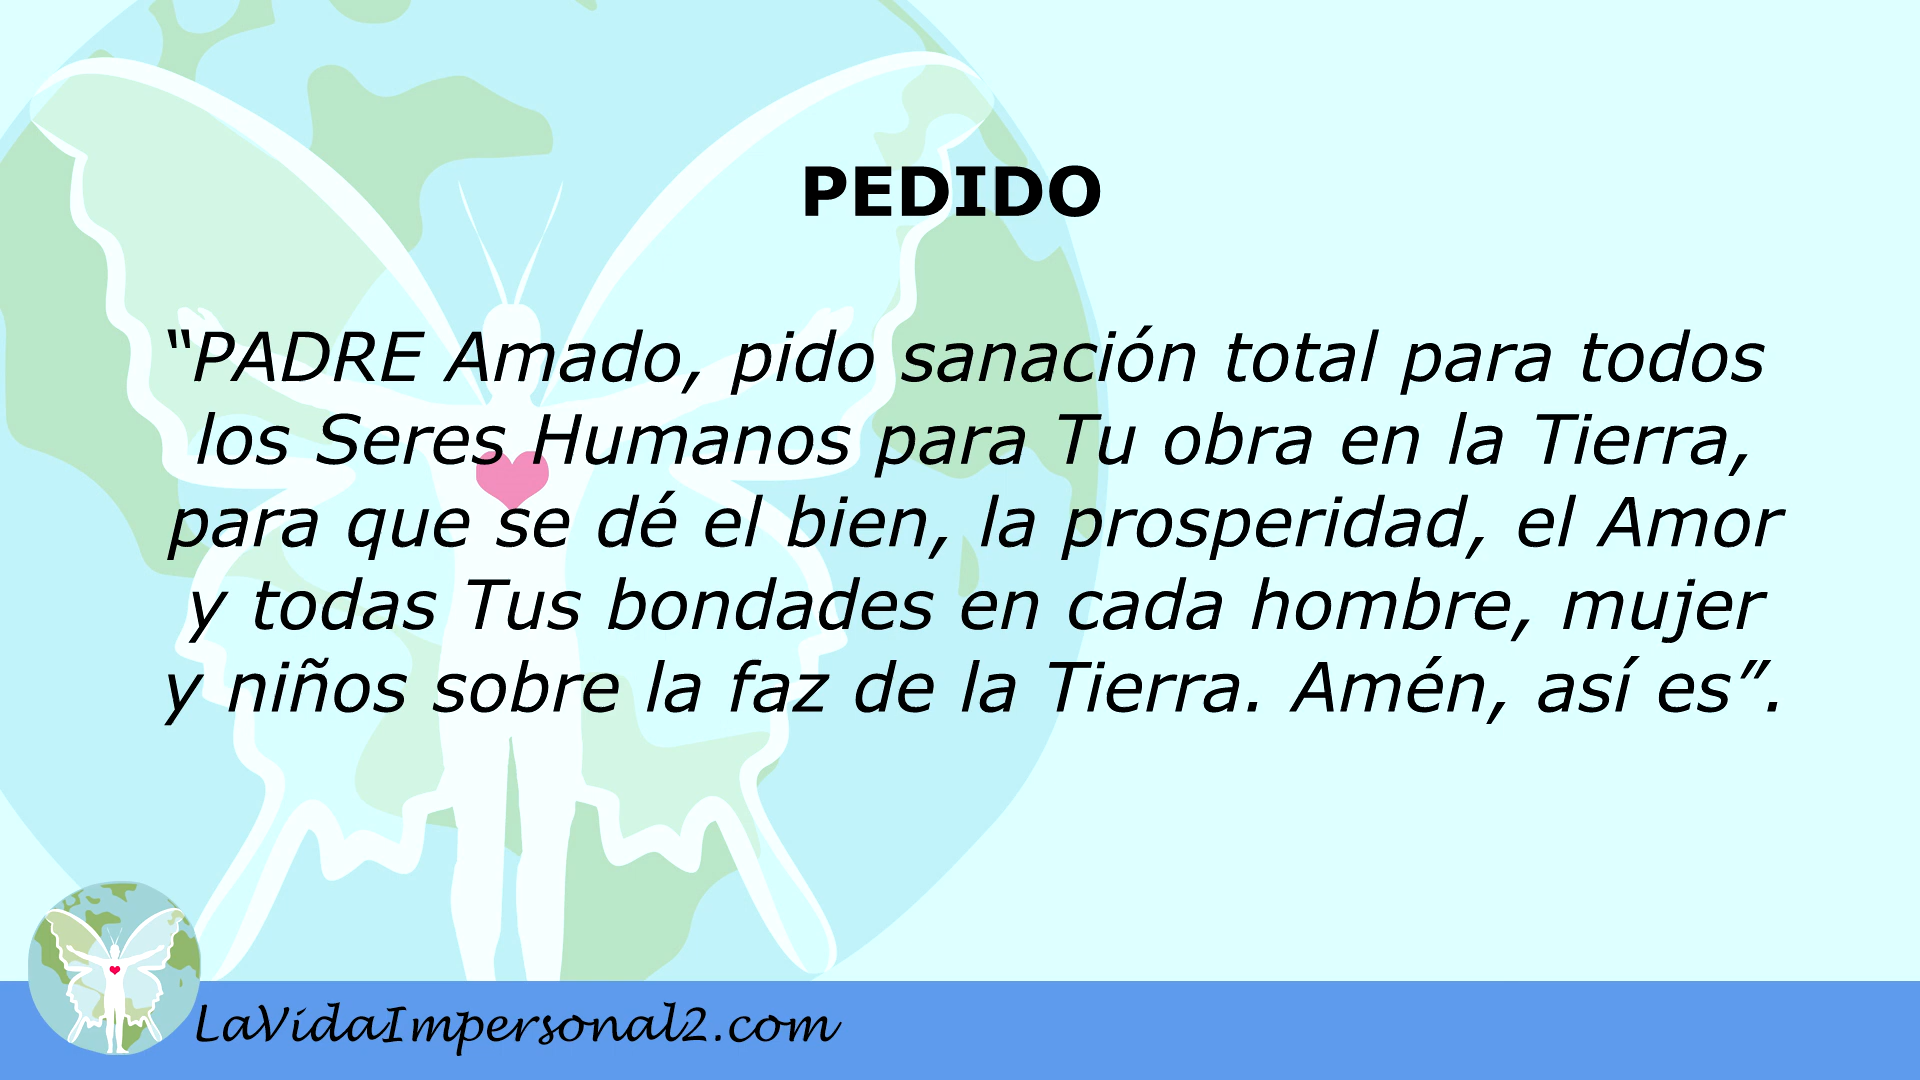 PEDIDO
“PADRE Amado, pido sanación total para todos
los Seres Humanos para Tu obra en la Tierra,
para que se dé el bien, la prosperidad, el Amor
y todas Tus bondades en cada hombre, mujer
y niños sobre la faz de la Tierra. Amén, así es”.
LaVidaImpersonal2.com